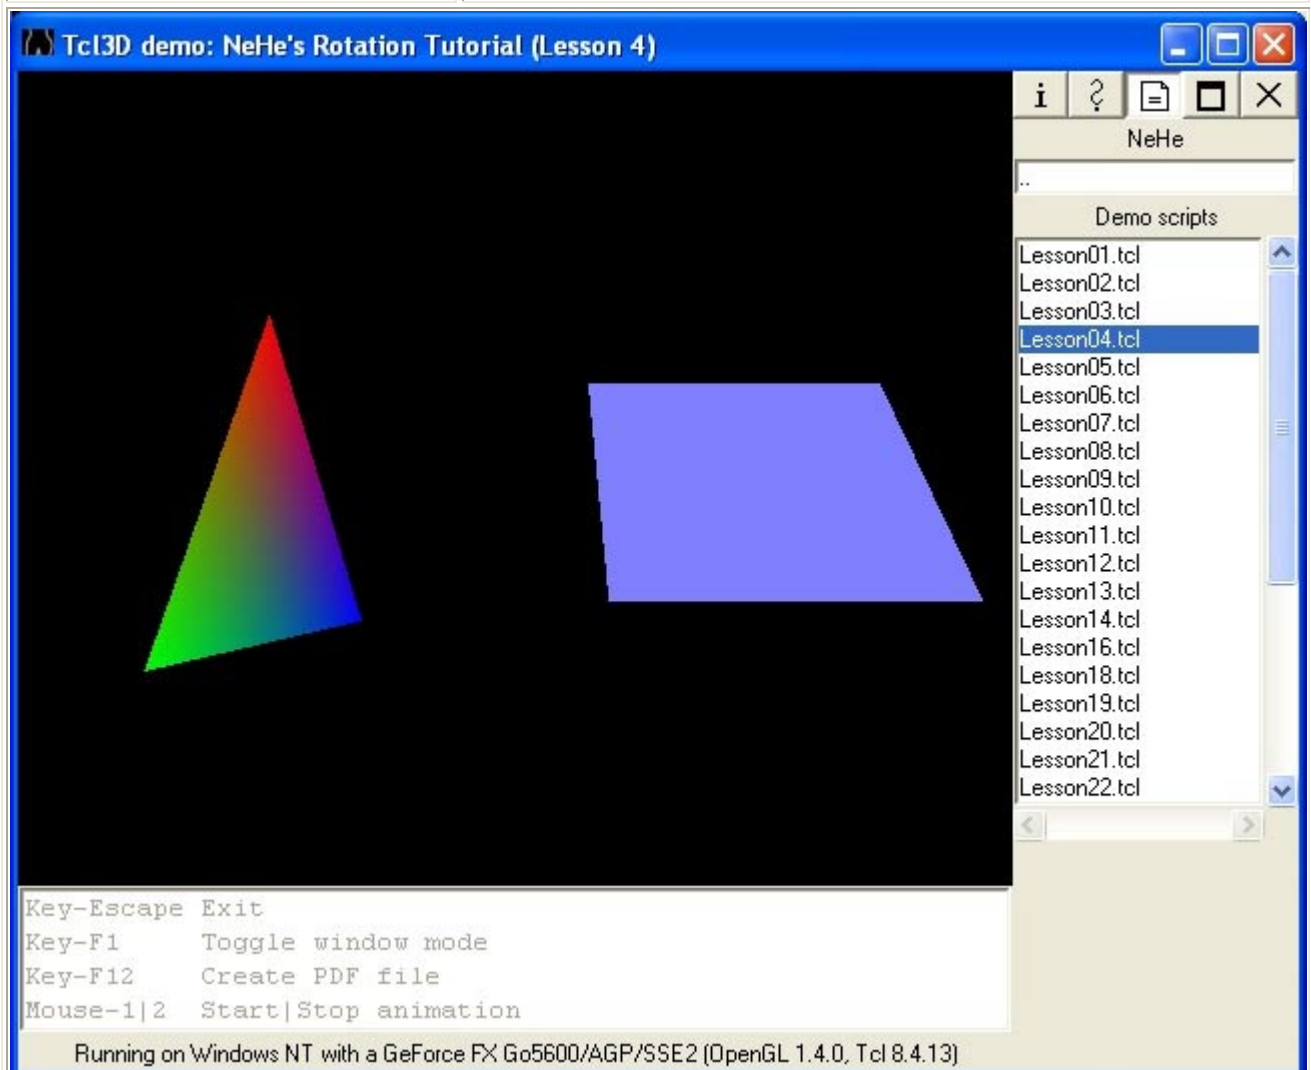 Tcl3D demo: NeHe's Rotation Tutorial (Lesson 4)
NeHe
..
Demo scripts
Lesson01.tcl
Lesson02.tcl
Lesson03.tcl
Lesson04.tcl
Lesson05.tcl
Lesson06.tcl
Lesson07.tcl
Lesson08.tcl
Lesson09.tcl
Lesson10.tcl
Lesson11.tcl
Lesson12.tcl
Lesson13.tcl
Lesson14.tcl
Lesson16.tcl
Lesson18.tcl
Lesson19.tcl
Lesson20.tcl
Lesson21.tcl
Lesson22.tcl
Key-Escape Exit
Key-F1 Toggle window mode
Key-F12 Create PDF file
Mouse-1|2 Start|Stop animation
Running on Windows NT with a GeForce FX Go5600/AGP/SSE2 (OpenGL 1.4.0, Tcl 8.4.13)